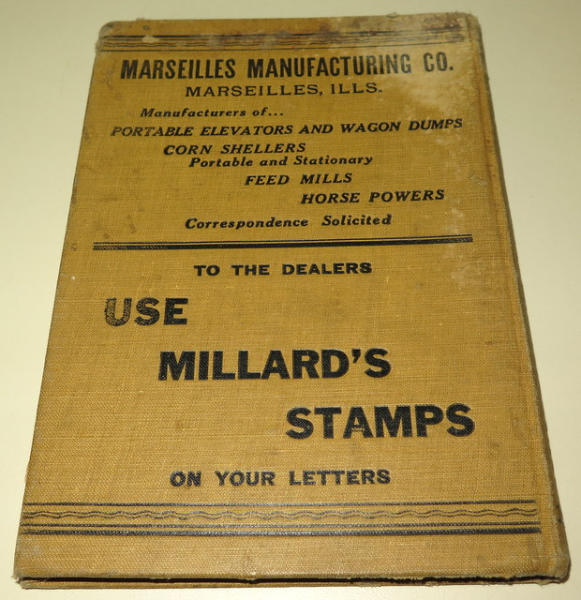 MARSEILLES MANUFACTURING CO.
MARSEILLES, ILLS.
Manufacturers of...
PORTABLE ELEVATORS AND WAGON DUMPS
CORN SHELLERS
Portable and Stationary
FEED MILLS
HORSE POWERS
Correspondence Solicited
TO THE DEALERS
USE
MILLARD'S
STAMPS
ON YOUR LETTERS